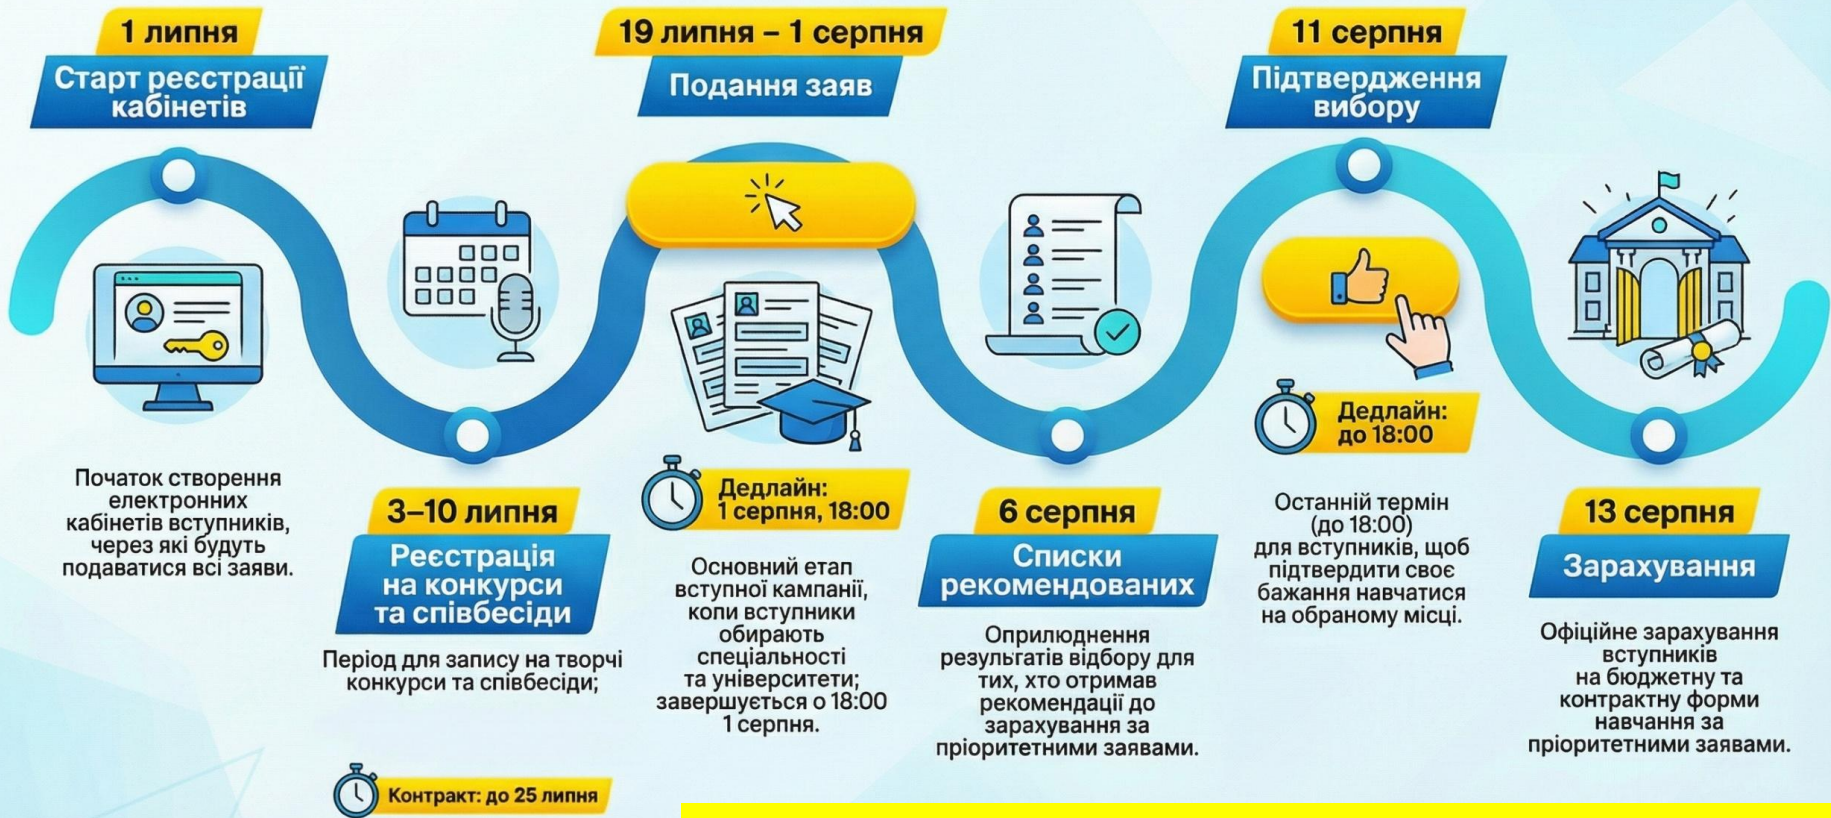 1 липня
Старт реєстрації
кабінетів
Початок створення
електронних
кабінетів вступників,
через які будуть
подаватися всі заяви.
3–10 липня
Реєстрація
на конкурси
та співбесіди
Період для запису на творчі
конкурси та співбесіди;
Контракт: до 25 липня
19 липня – 1 серпня
Подання заяв
Дедлайн:
1 серпня, 18:00
Основний етап
вступної кампанії,
копи вступники
обирають
спеціальності
та університети;
завершується о 18:00
1 серпня.
6 серпня
Списки
рекомендованих
Оприлюднення
результатів відбору для
тих, хто отримав
рекомендації до
зарахування за
пріоритетними заявами.
11 серпня
Підтвердження
вибору
Дедлайн:
до 18:00
Останній термін
(до 18:00)
для вступників, щоб
підтвердити своє
бажання навчатися
на обраному місці.
13 серпня
Зарахування
Офіційне зарахування
вступників
на бюджетну та
контрактну форми
навчання за
пріоритетними заявами.